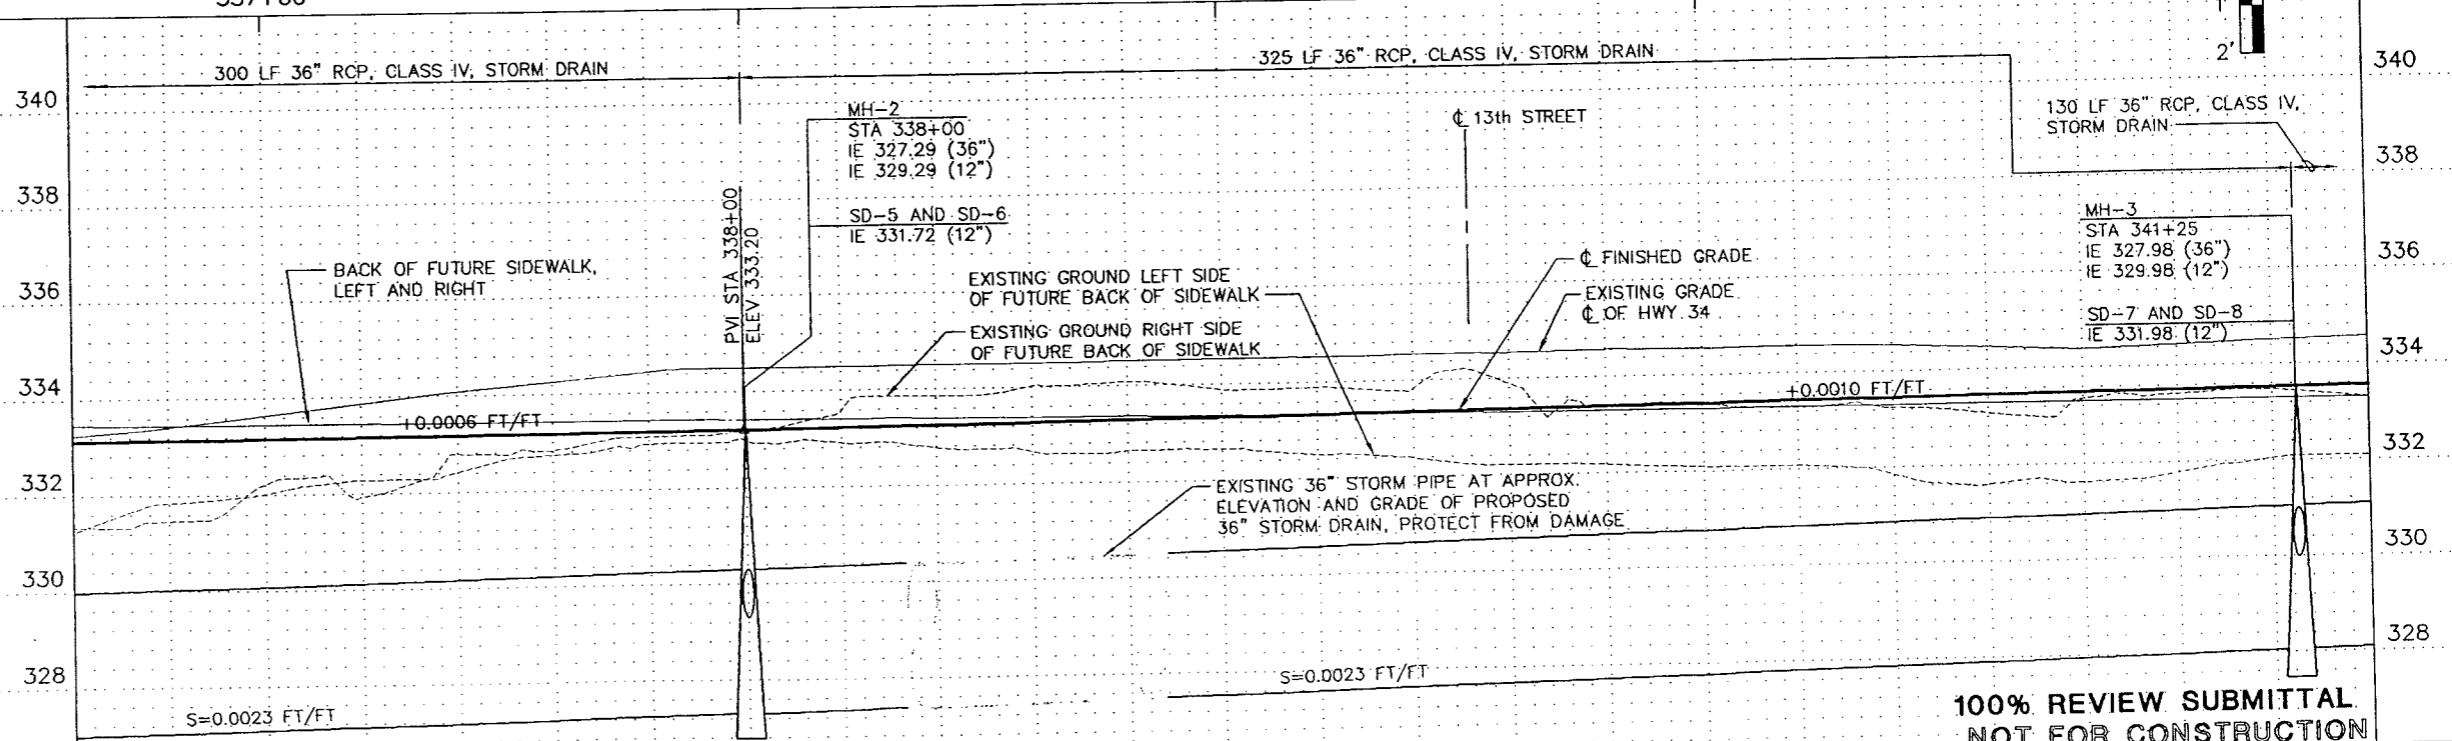 300 LF 36" RCP, CLASS IV, STORM DRAIN
325 LF 36" RCP, CLASS IV, STORM DRAIN
1'
2'
340
338
336
334
332
330
328
MH-2
STA 338+00
IE 327.29 (36")
IE 329.29 (12")
SD-5 AND SD-6
IE 331.72 (12")
PVI STA 338+00
ELEV 333.20
BACK OF FUTURE SIDEWALK,
LEFT AND RIGHT
EXISTING GROUND LEFT SIDE
OF FUTURE BACK OF SIDEWALK
EXISTING GROUND RIGHT SIDE
OF FUTURE BACK OF SIDEWALK
℄ 13th STREET
℄ FINISHED GRADE
EXISTING GRADE
℄ OF HWY 34
130 LF 36" RCP, CLASS IV,
STORM DRAIN
MH-3
STA 341+25
IE 327.98 (36")
IE 329.98 (12")
SD-7 AND SD-8
IE 331.98 (12")
+0.0006 FT/FT
+0.0010 FT/FT
EXISTING 36" STORM PIPE AT APPROX.
ELEVATION AND GRADE OF PROPOSED
36" STORM DRAIN, PROTECT FROM DAMAGE
S=0.0023 FT/FT
S=0.0023 FT/FT
340
338
336
334
332
330
328
100% REVIEW SUBMITTAL
NOT FOR CONSTRUCTION